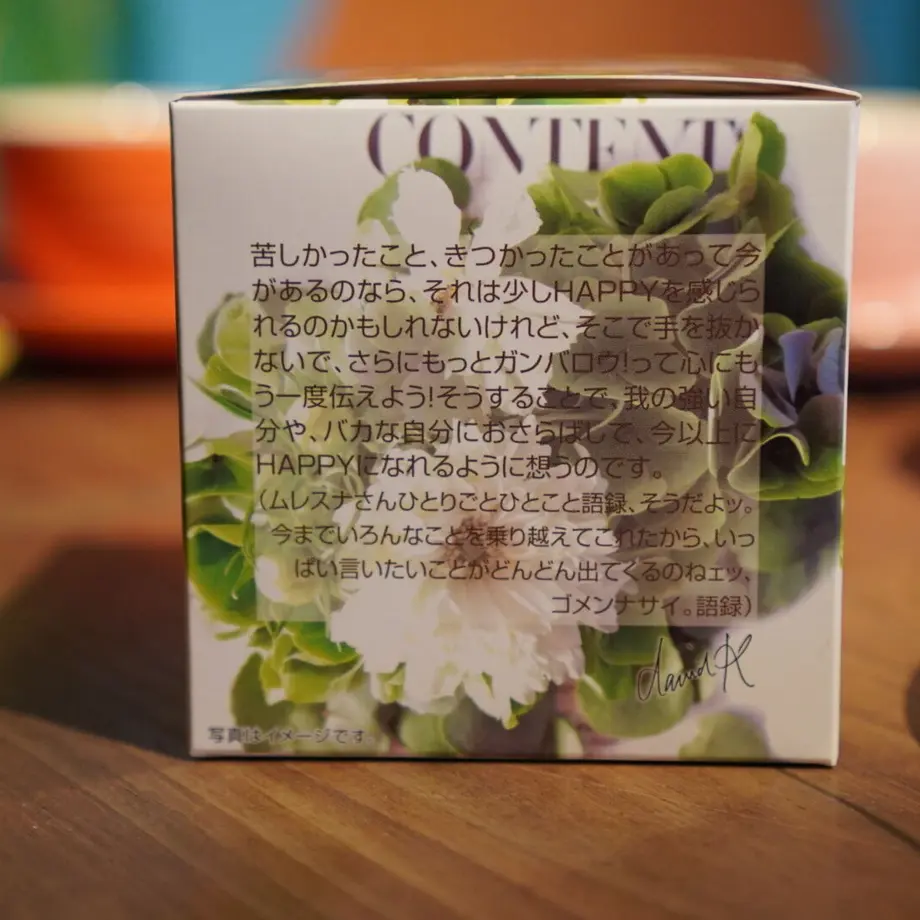 CONTENTS
苦しかったこと、きつかったことがあって今
があるのなら、それは少しHAPPYを感じら
れるのかもしれないけれど、そこで手を抜か
ないで、さらにもっとガンバロウ!って心にも
う一度伝えよう!そうすることで、我の強い自
分や、バカな自分におさらばして、今以上に
HAPPYになれるように想うのです。
(ムレスナさんひとりごとひとこと語録、そうだよッ。
今までいろんなことを乗り越えてこれたから、いっ
ぱい言いたいことがどんどん出てくるのねェッ、
ゴメンナサイ。語録)
david K
写真はイメージです。